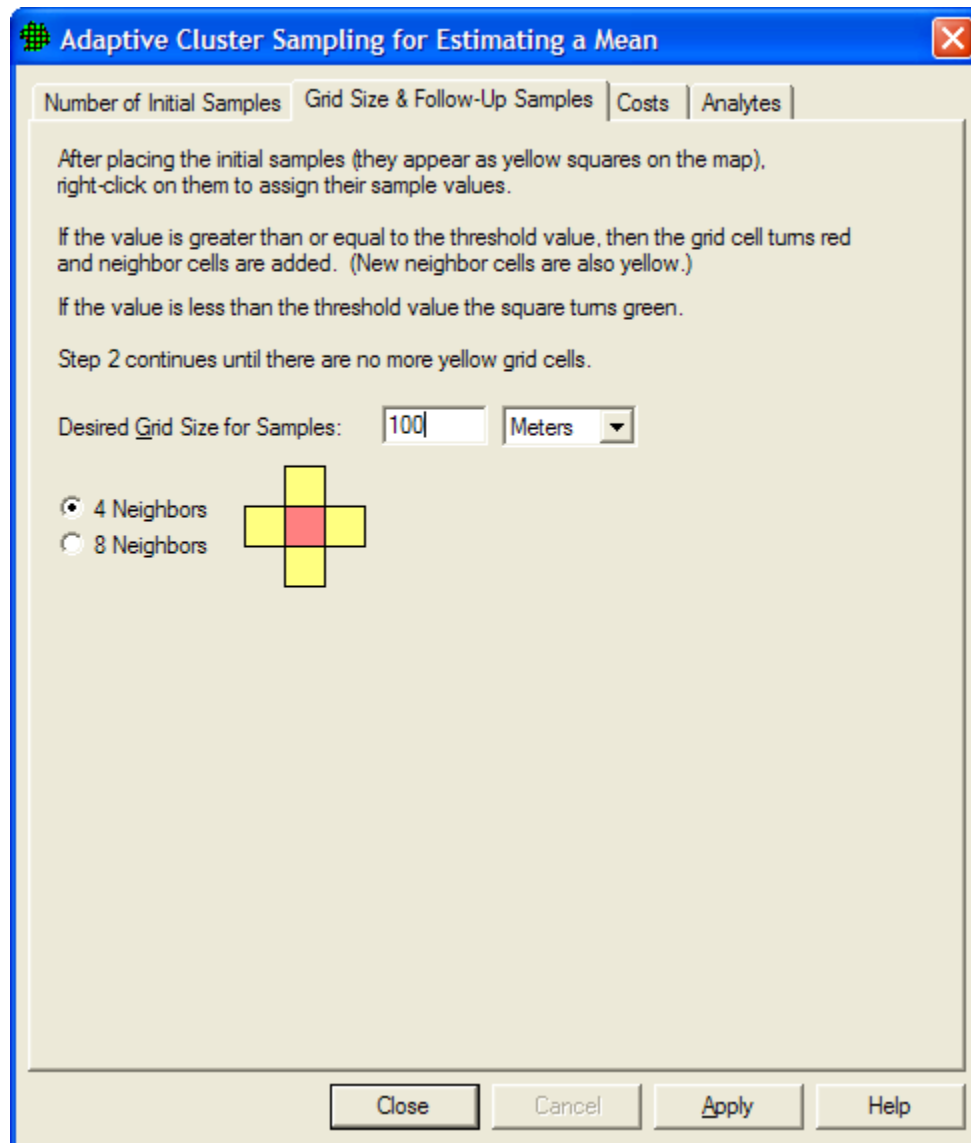 Adaptive Cluster Sampling for Estimating a Mean
Number of Initial Samples Grid Size & Follow-Up Samples Costs Analytes
After placing the initial samples (they appear as yellow squares on the map),
right-click on them to assign their sample values.
If the value is greater than or equal to the threshold value, then the grid cell turns red
and neighbor cells are added. (New neighbor cells are also yellow.)
If the value is less than the threshold value the square turns green.
Step 2 continues until there are no more yellow grid cells.
Desired Grid Size for Samples: 100 Meters
4 Neighbors
8 Neighbors
Close Cancel Apply Help